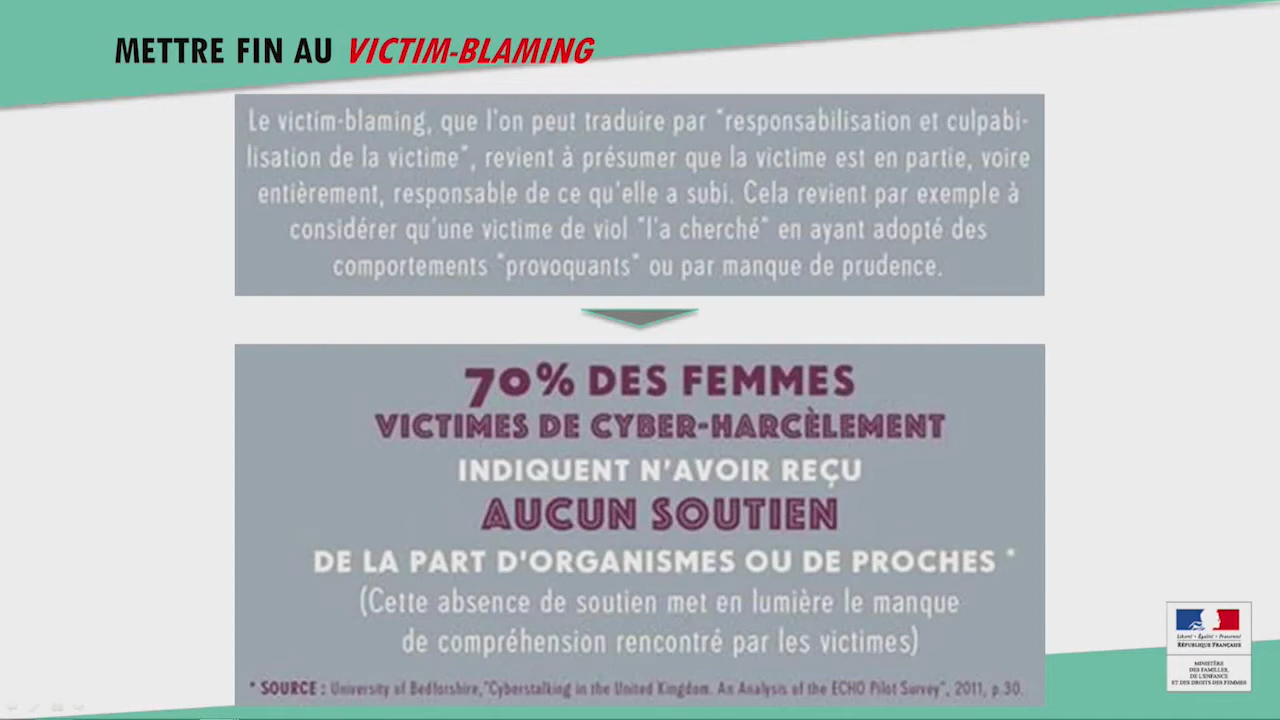 METTRE FIN AU VICTIM-BLAMING
Le victim-blaming, que l'on peut traduire par "responsabilisation et culpabi-
lisation de la victime", revient à présumer que la victime est en partie, voire
entièrement, responsable de ce qu'elle a subi. Cela revient par exemple à
considérer qu'une victime de viol "l'a cherché" en ayant adopté des
comportements "provoquants" ou par manque de prudence.
70% DES FEMMES
VICTIMES DE CYBER-HARCÈLEMENT
INDIQUENT N'AVOIR REÇU
AUCUN SOUTIEN
DE LA PART D'ORGANISMES OU DE PROCHES *
(Cette absence de soutien met en lumière le manque
de compréhension rencontré par les victimes)
* SOURCE : University of Bedforshire, "Cyberstalking in the United Kingdom. An Analysis of the ECHO Pilot Survey", 2011, p.30.
Liberté • Égalité • Fraternité
RÉPUBLIQUE FRANÇAISE
MINISTÈRE
DES FAMILLES,
DE L'ENFANCE
ET DES DROITS DES FEMMES